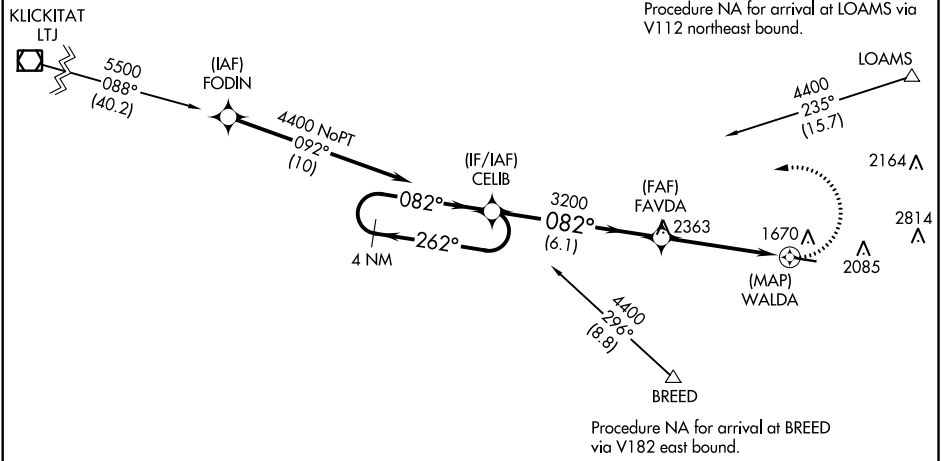 Procedure NA for arrival at LOAMS via
V112 northeast bound.
KLICKITAT
LTJ
5500
088°
(40.2)
(IAF)
FODIN
4400 NoPT
092°
(10)
LOAMS
4400
235°
(15.7)
(IF/IAF)
CELIB
082°
262°
4 NM
3200
082°
(6.1)
(FAF)
FAVDA
2363
2164
2814
1670
2085
(MAP)
WALDA
4400
296°
(8.8)
BREED
Procedure NA for arrival at BREED
via V182 east bound.